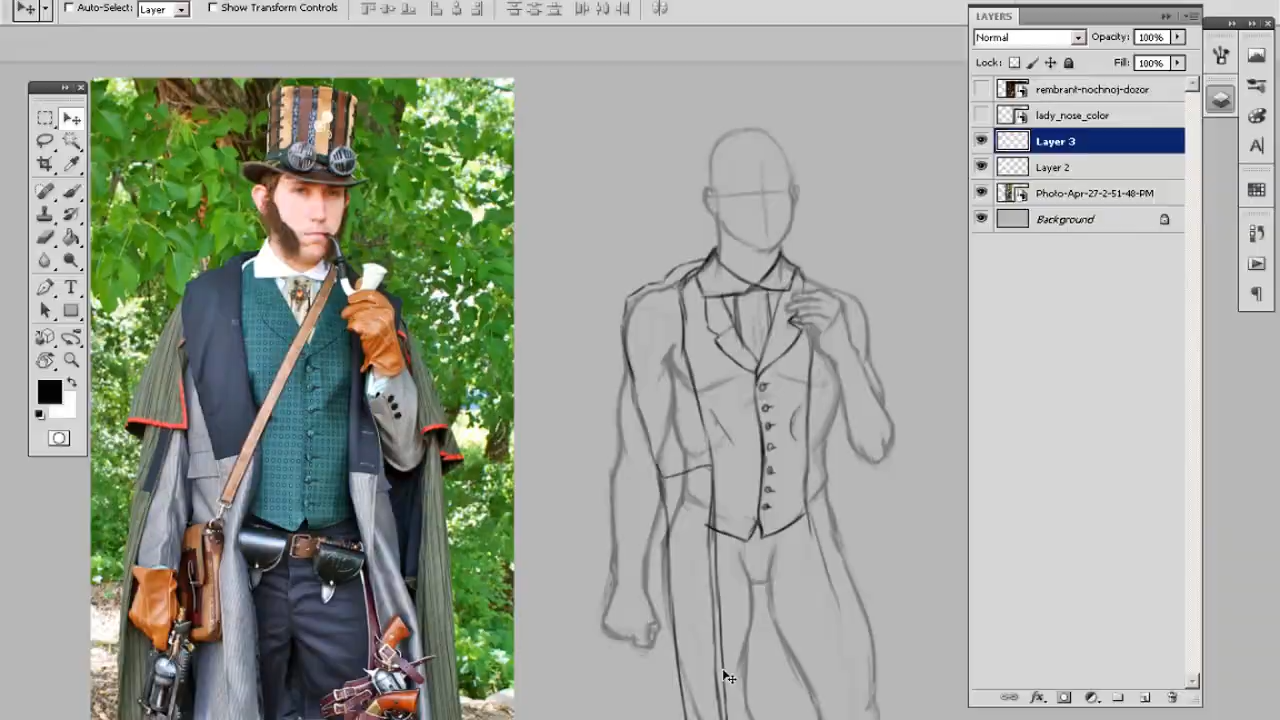 Auto-Select: Layer Show Transform Controls
LAYERS
Normal Opacity: 100%
Lock: Fill: 100%
rembrant-nochnoj-dozor
lady_nose_color
Layer 3
Layer 2
Photo-Apr-27-2-51-48-PM
Background